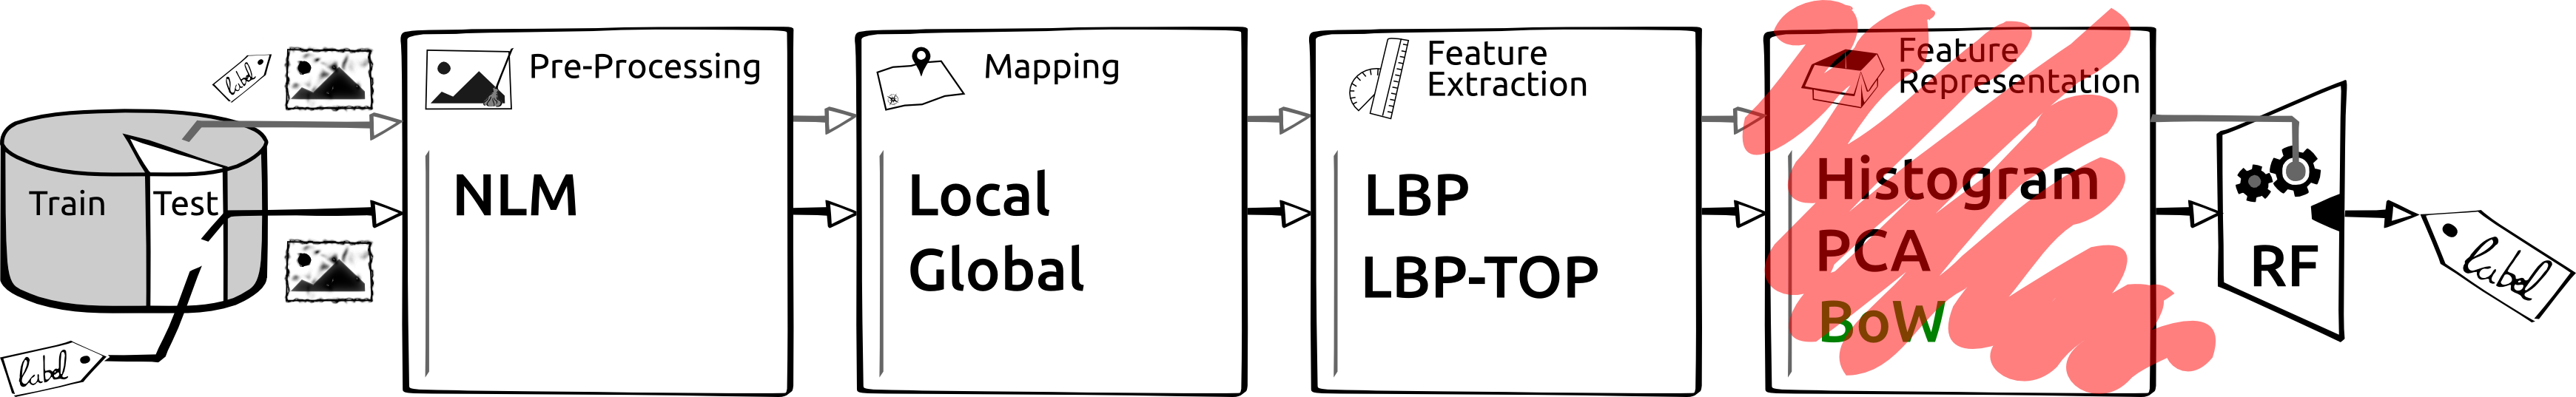 label
Train
Test
label
Pre-Processing
NLM
Mapping
Local
Global
Feature
Extraction
LBP
LBP-TOP
Feature
Representation
Histogram
PCA
BoW
RF
label